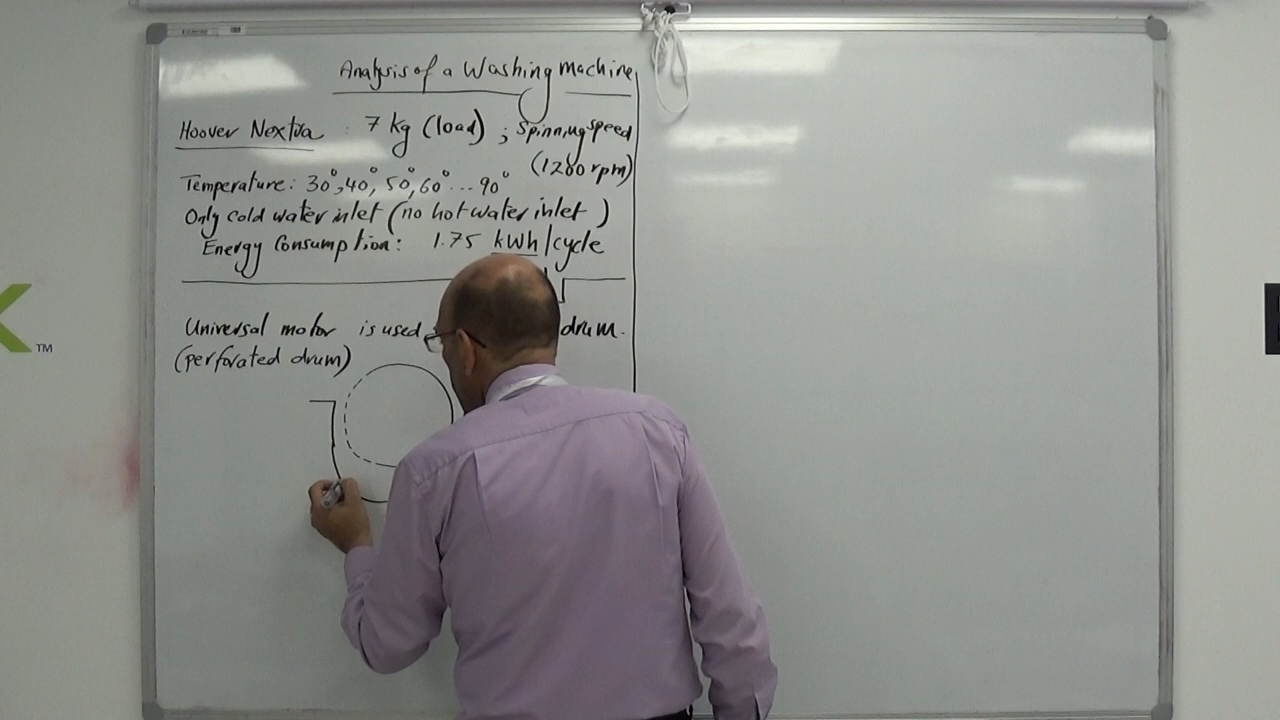 Analysis of a Washing machine
Hoover Nextra : 7 kg (load) ; Spinning speed
(1200 rpm)
Temperature: 30°, 40°, 50°, 60° ... 90°
Only cold water inlet (no hot water inlet )
Energy Consumption: 1.75 kWh/cycle
Universal motor is used drum.
(perforated drum)
TM